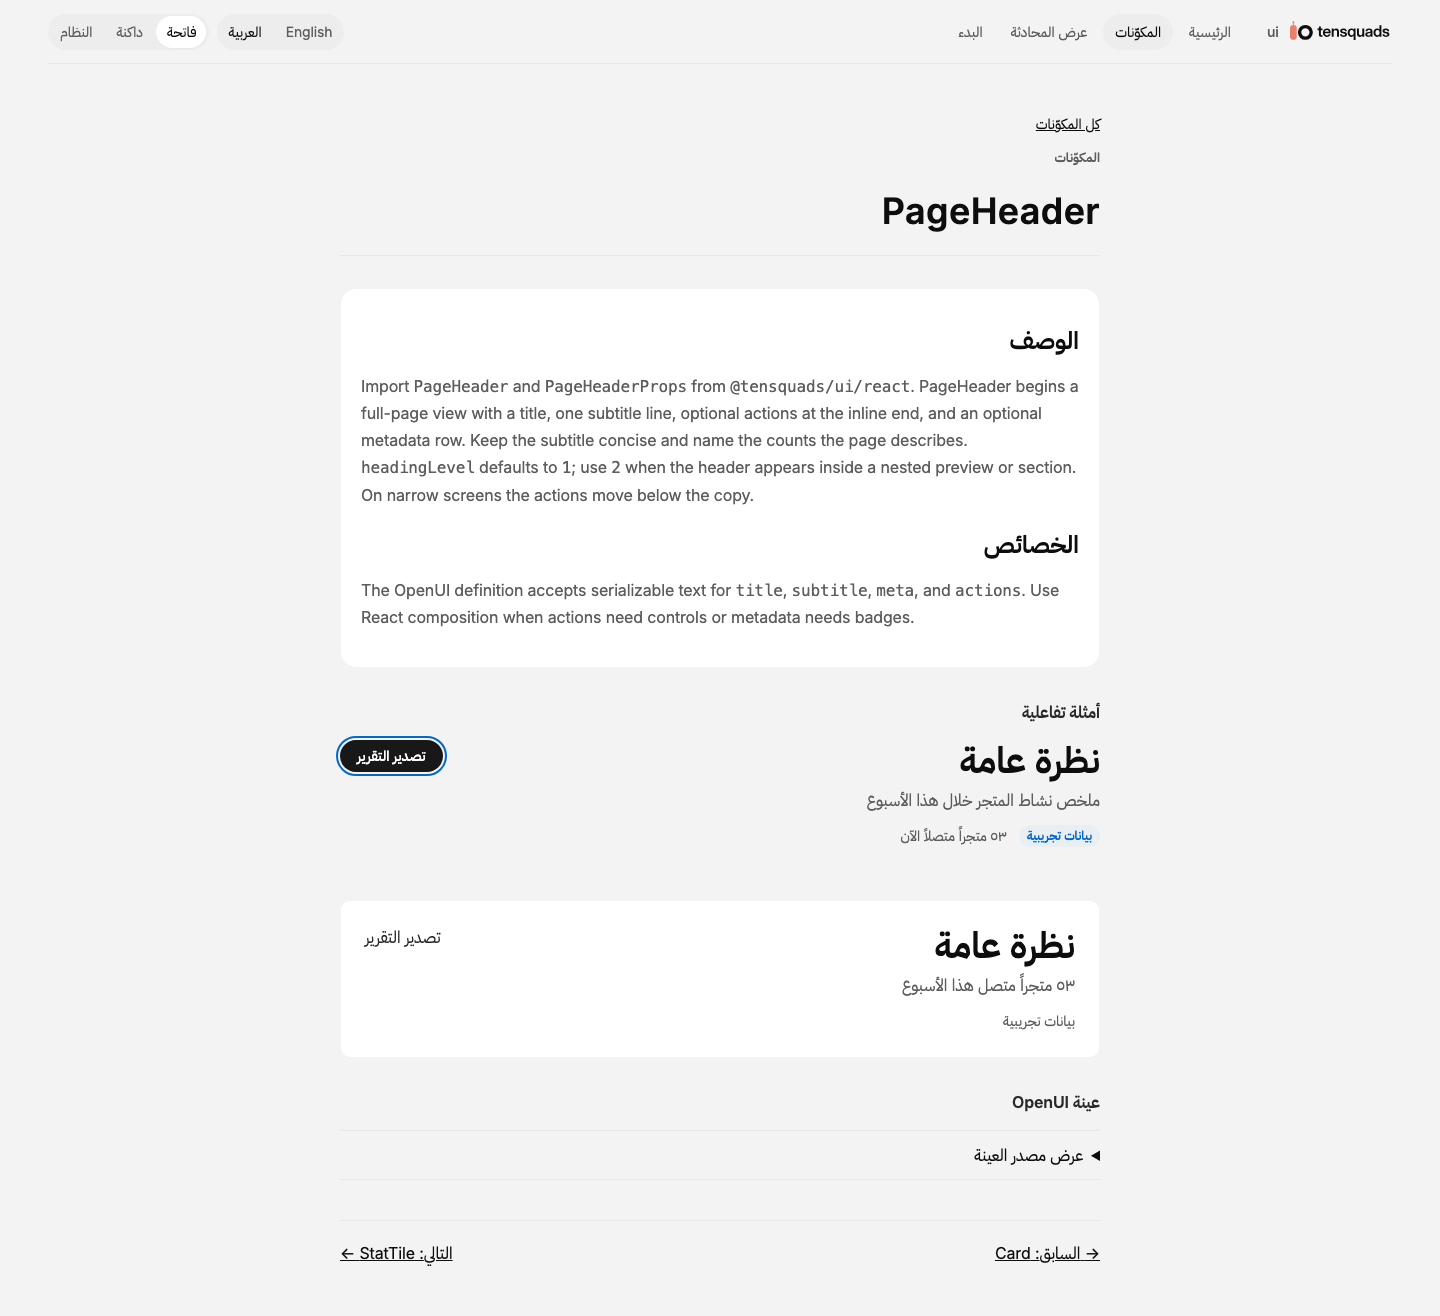 tensquads ui
الرئيسية
المكوّنات
عرض المحادثة
البدء
English
العربية
فاتحة
داكنة
النظام
كل المكوّنات
المكوّنات
PageHeader
الوصف
Import PageHeader and PageHeaderProps from @tensquads/ui/react. PageHeader begins a
full-page view with a title, one subtitle line, optional actions at the inline end, and an optional
metadata row. Keep the subtitle concise and name the counts the page describes.
headingLevel defaults to 1; use 2 when the header appears inside a nested preview or section.
On narrow screens the actions move below the copy.
الخصائص
The OpenUI definition accepts serializable text for title, subtitle, meta, and actions. Use
React composition when actions need controls or metadata needs badges.
أمثلة تفاعلية
نظرة عامة
تصدير التقرير
ملخص نشاط المتجر خلال هذا الأسبوع
بيانات تجريبية
٥٣ متجراً متصلاً الآن
نظرة عامة
تصدير التقرير
٥٣ متجراً متصل هذا الأسبوع
بيانات تجريبية
عينة OpenUI
عرض مصدر العينة
→ السابق: Card
التالي: StatTile ←